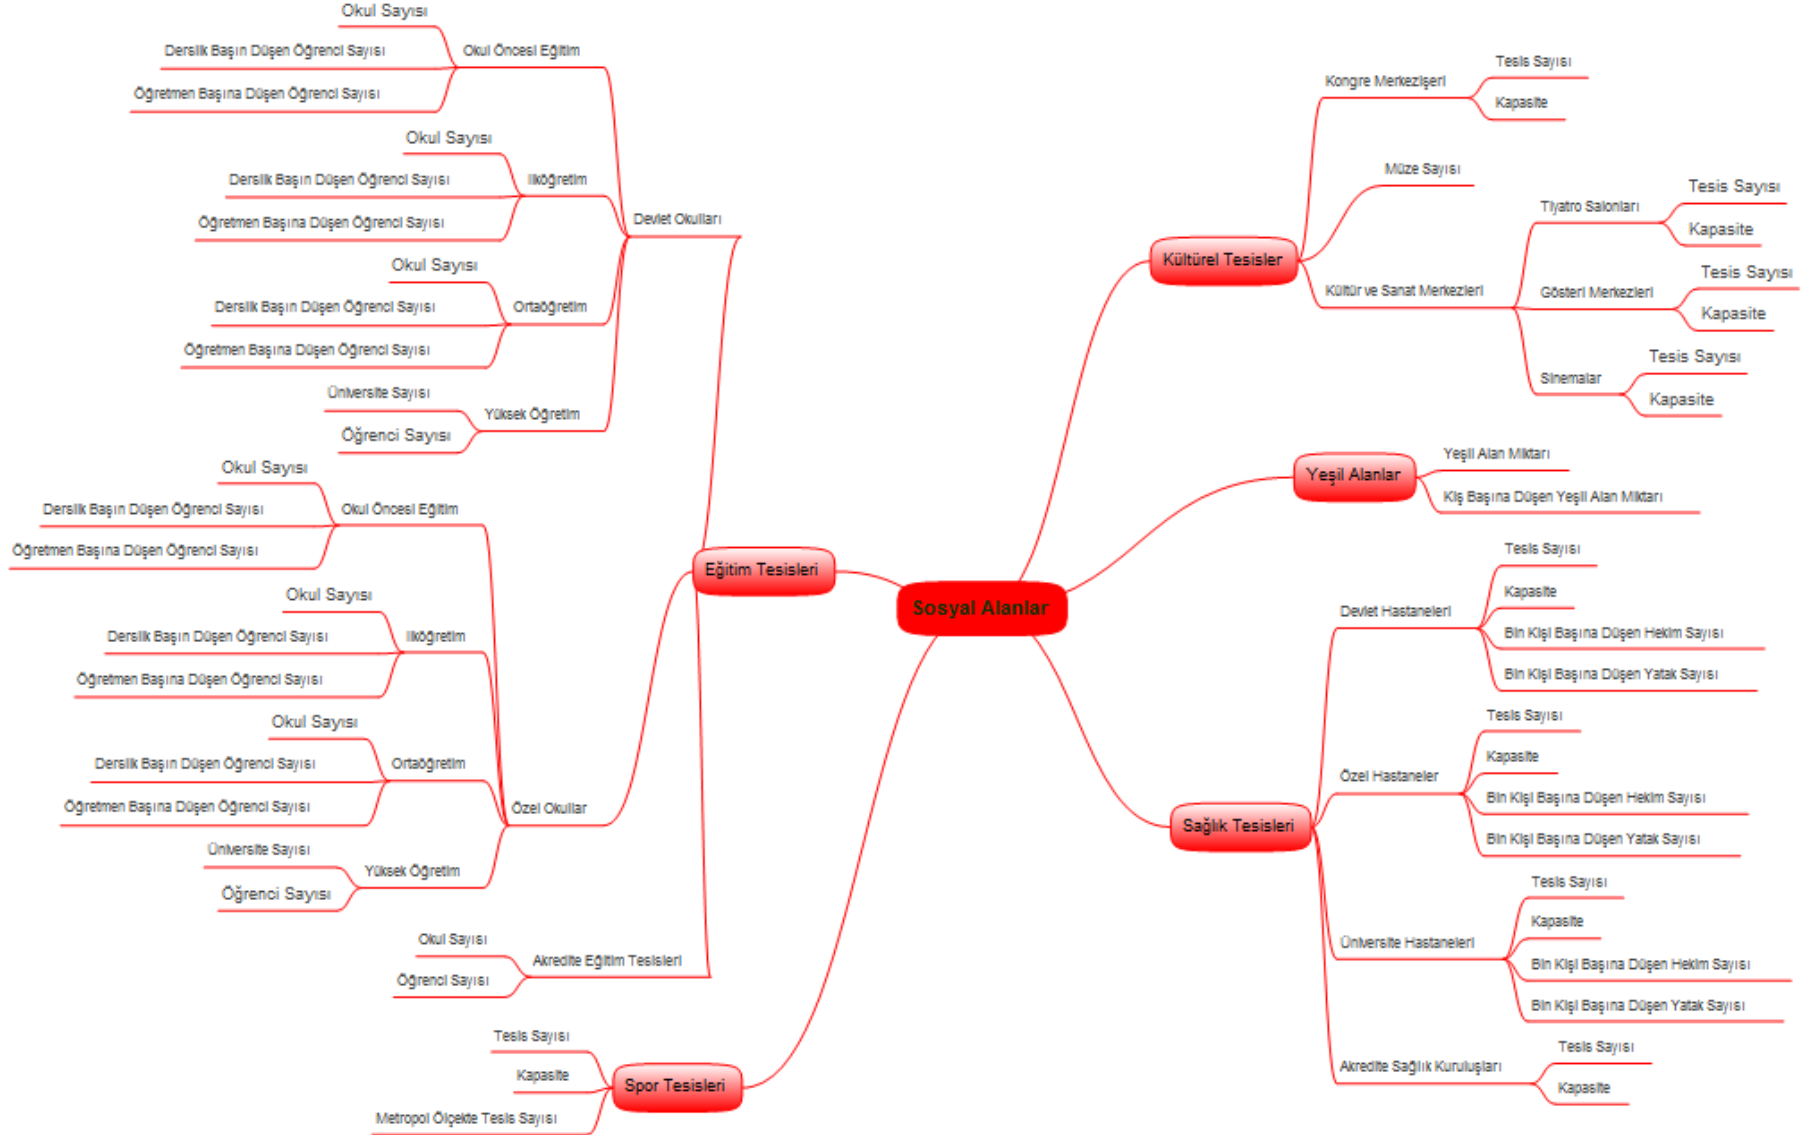 Sosyal Alanlar
Eğitim Tesisleri
Devlet Okulları
Okul Öncesi Eğitim
Okul Sayısı
Derslik Başın Düşen Öğrenci Sayısı
Öğretmen Başına Düşen Öğrenci Sayısı
İlköğretim
Okul Sayısı
Derslik Başın Düşen Öğrenci Sayısı
Öğretmen Başına Düşen Öğrenci Sayısı
Ortaöğretim
Okul Sayısı
Derslik Başın Düşen Öğrenci Sayısı
Öğretmen Başına Düşen Öğrenci Sayısı
Yüksek Öğretim
Üniversite Sayısı
Öğrenci Sayısı
Özel Okullar
Okul Öncesi Eğitim
Okul Sayısı
Derslik Başın Düşen Öğrenci Sayısı
Öğretmen Başına Düşen Öğrenci Sayısı
İlköğretim
Okul Sayısı
Derslik Başın Düşen Öğrenci Sayısı
Öğretmen Başına Düşen Öğrenci Sayısı
Ortaöğretim
Okul Sayısı
Derslik Başın Düşen Öğrenci Sayısı
Öğretmen Başına Düşen Öğrenci Sayısı
Yüksek Öğretim
Üniversite Sayısı
Öğrenci Sayısı
Akredite Eğitim Tesisleri
Okul Sayısı
Öğrenci Sayısı
Spor Tesisleri
Tesis Sayısı
Kapasite
Metropol Ölçekte Tesis Sayısı
Kültürel Tesisler
Kongre Merkezişeri
Tesis Sayısı
Kapasite
Müze Sayısı
Kültür ve Sanat Merkezleri
Tiyatro Salonları
Tesis Sayısı
Kapasite
Gösteri Merkezleri
Tesis Sayısı
Kapasite
Sinemalar
Tesis Sayısı
Kapasite
Yeşil Alanlar
Yeşil Alan Miktarı
Kiş Başına Düşen Yeşil Alan Miktarı
Sağlık Tesisleri
Devlet Hastaneleri
Tesis Sayısı
Kapasite
Bin Kişi Başına Düşen Hekim Sayısı
Bin Kişi Başına Düşen Yatak Sayısı
Özel Hastaneler
Tesis Sayısı
Kapasite
Bin Kişi Başına Düşen Hekim Sayısı
Bin Kişi Başına Düşen Yatak Sayısı
Üniversite Hastaneleri
Tesis Sayısı
Kapasite
Bin Kişi Başına Düşen Hekim Sayısı
Bin Kişi Başına Düşen Yatak Sayısı
Akredite Sağlık Kuruluşları
Tesis Sayısı
Kapasite